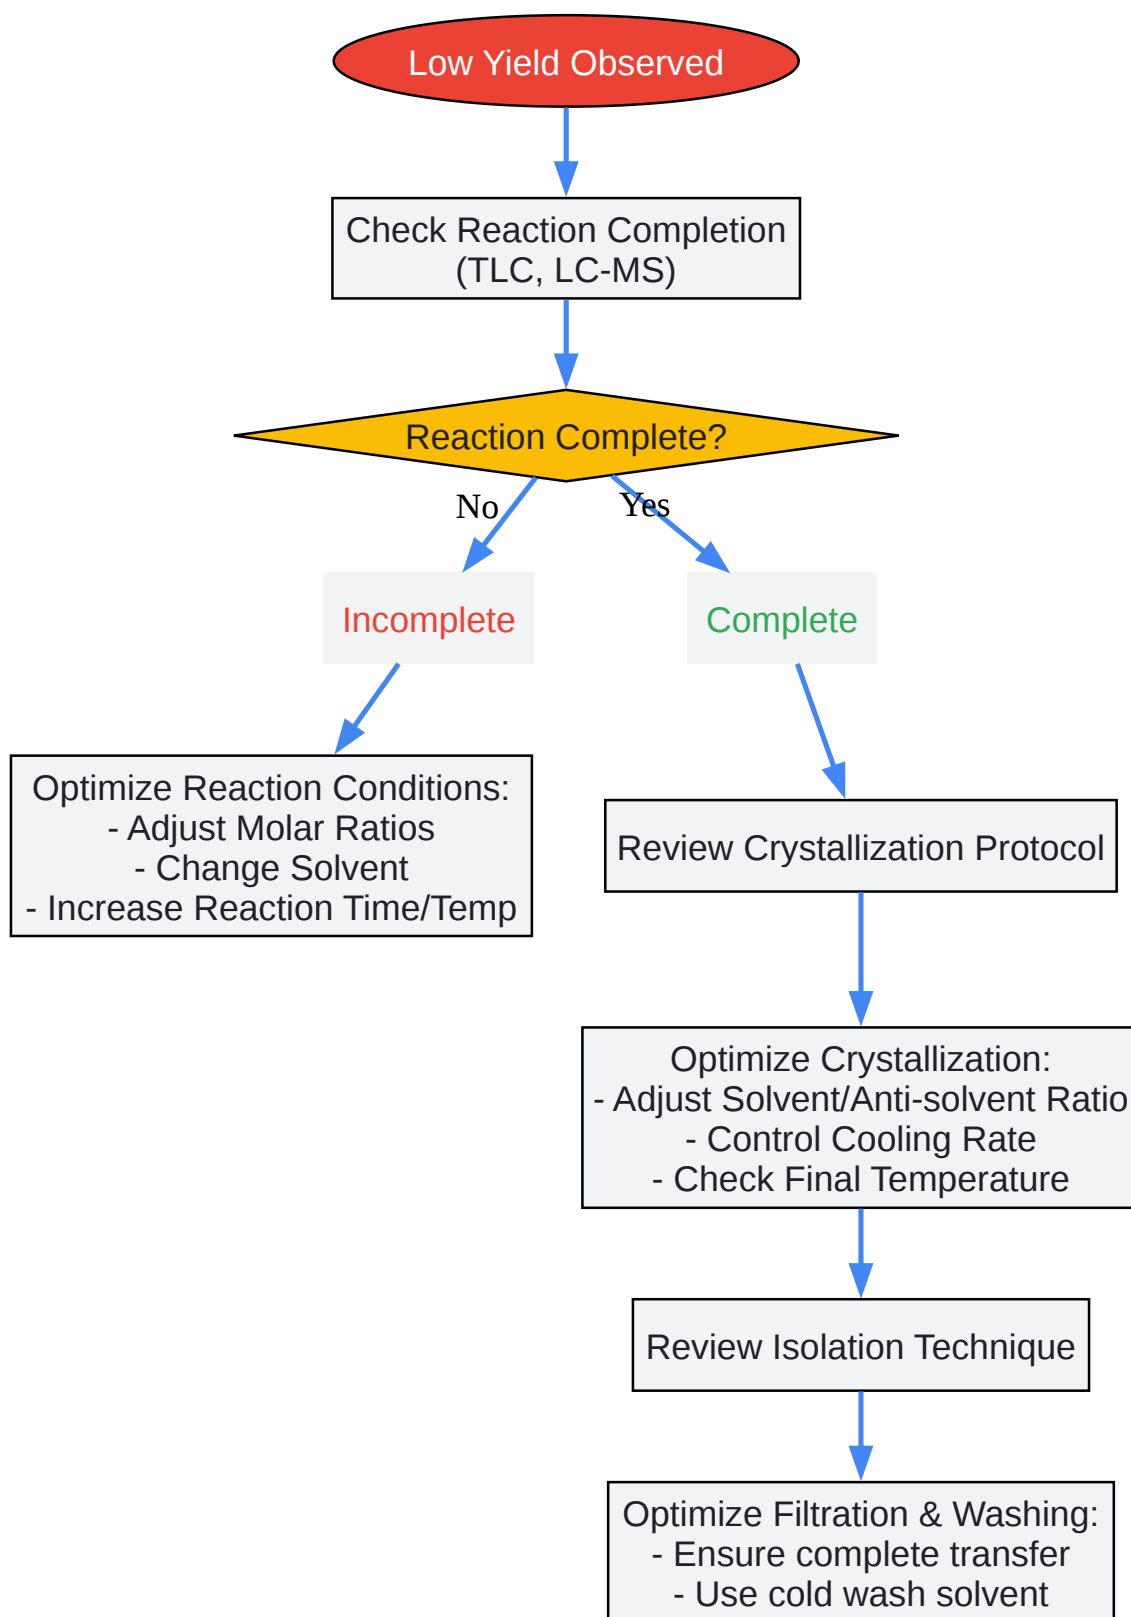 Low Yield Observed
Check Reaction Completion
(TLC, LC-MS)
Reaction Complete?
No
Yes
Incomplete
Complete
Optimize Reaction Conditions:
- Adjust Molar Ratios
- Change Solvent
- Increase Reaction Time/Temp
Review Crystallization Protocol
Optimize Crystallization:
- Adjust Solvent/Anti-solvent Ratio
- Control Cooling Rate
- Check Final Temperature
Review Isolation Technique
Optimize Filtration & Washing:
- Ensure complete transfer
- Use cold wash solvent